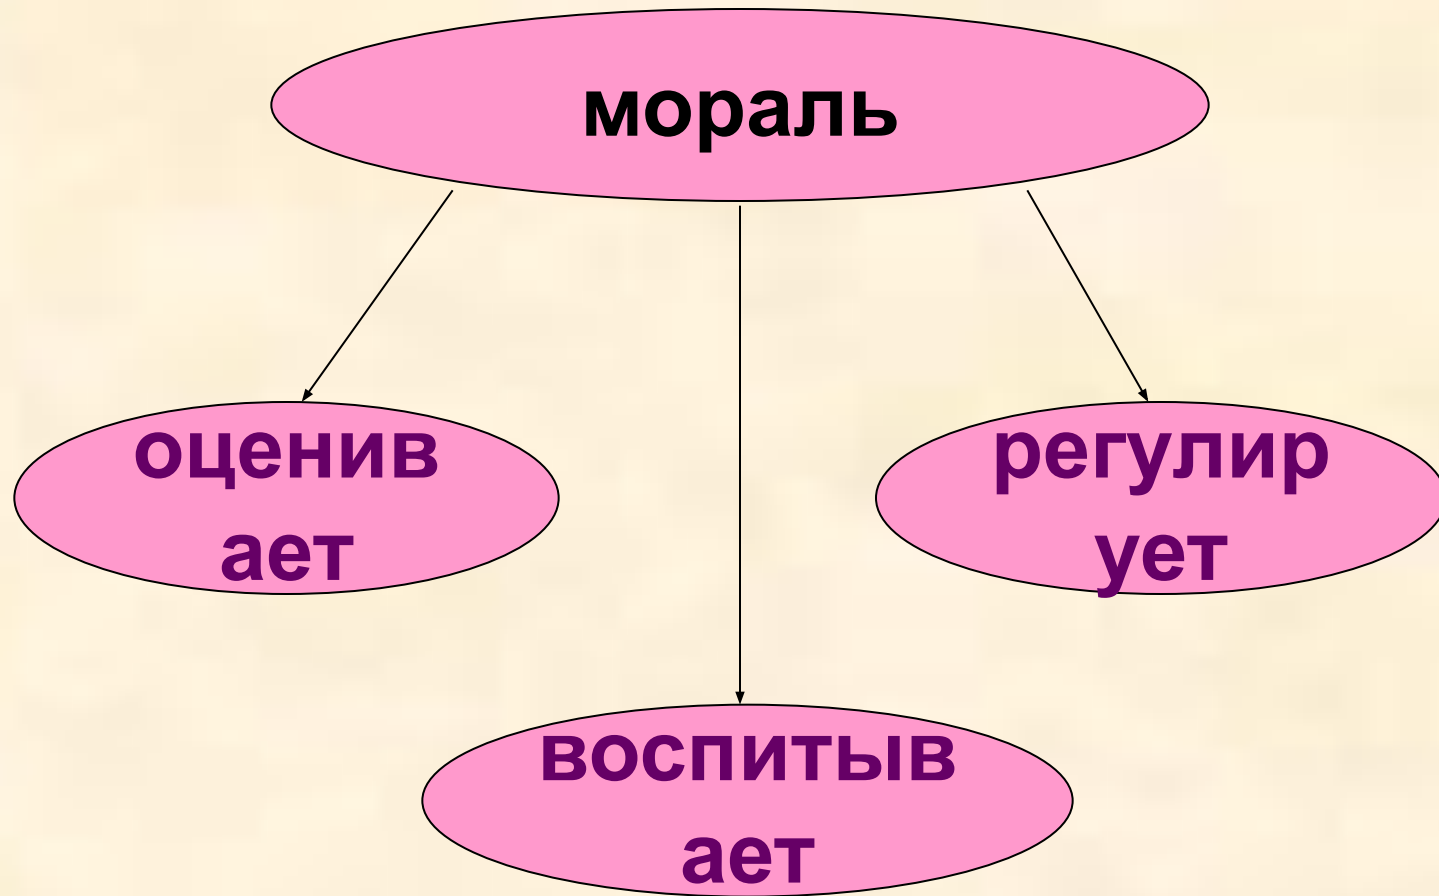 мораль
оценив
ает
регулир
ует
воспитыв
ает